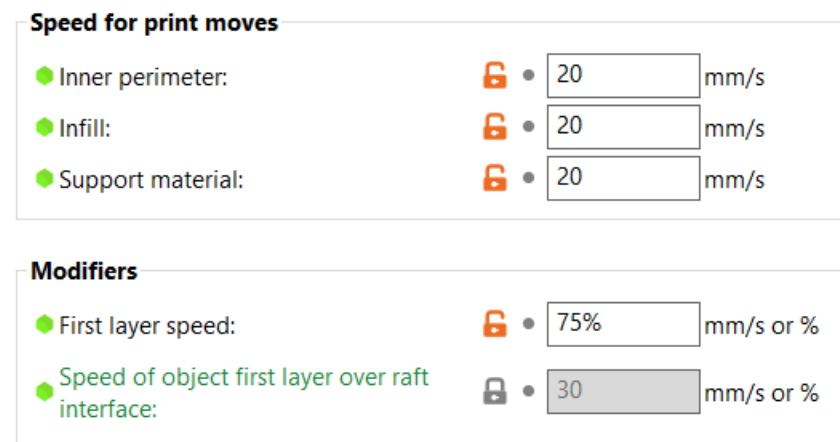 Speed for print moves
Inner perimeter: 20 mm/s
Infill: 20 mm/s
Support material: 20 mm/s
Modifiers
First layer speed: 75% mm/s or %
Speed of object first layer over raft
interface: 30 mm/s or %